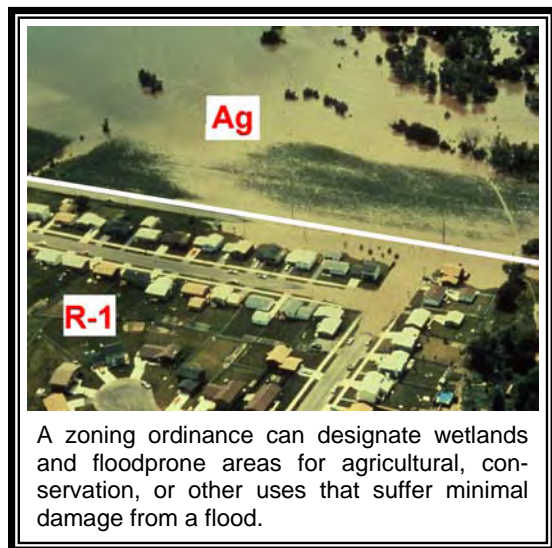 Ag
R-1
A zoning ordinance can designate wetlands
and floodprone areas for agricultural, con-
servation, or other uses that suffer minimal
damage from a flood.